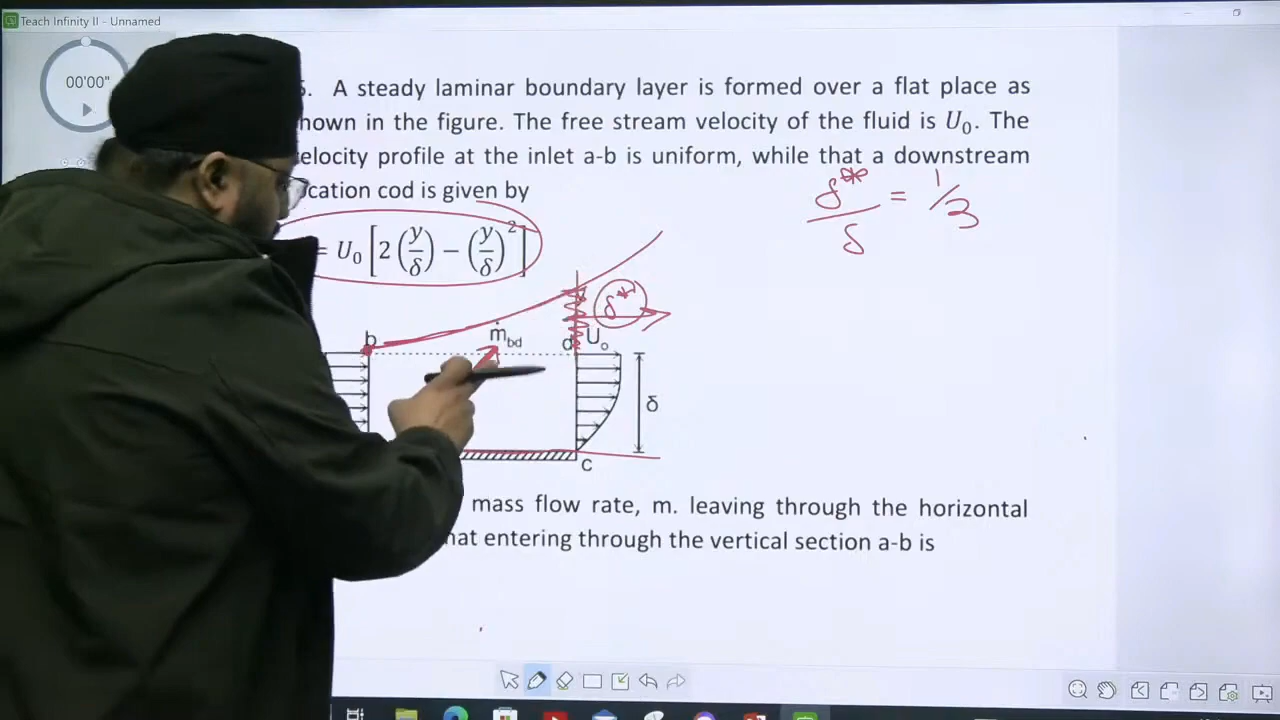 Teach Infinity II - Unnamed
00'00"
5. A steady laminar boundary layer is formed over a flat place as
hown in the figure. The free stream velocity of the fluid is U₀. The
elocity profile at the inlet a-b is uniform, while that a downstream
cation cod is given by
= U₀ [2 (y/δ) − (y/δ)²]
δ* / δ = 1/3
δ*
b
ṁbd
d
Uo
δ
c
mass flow rate, m. leaving through the horizontal
hat entering through the vertical section a-b is